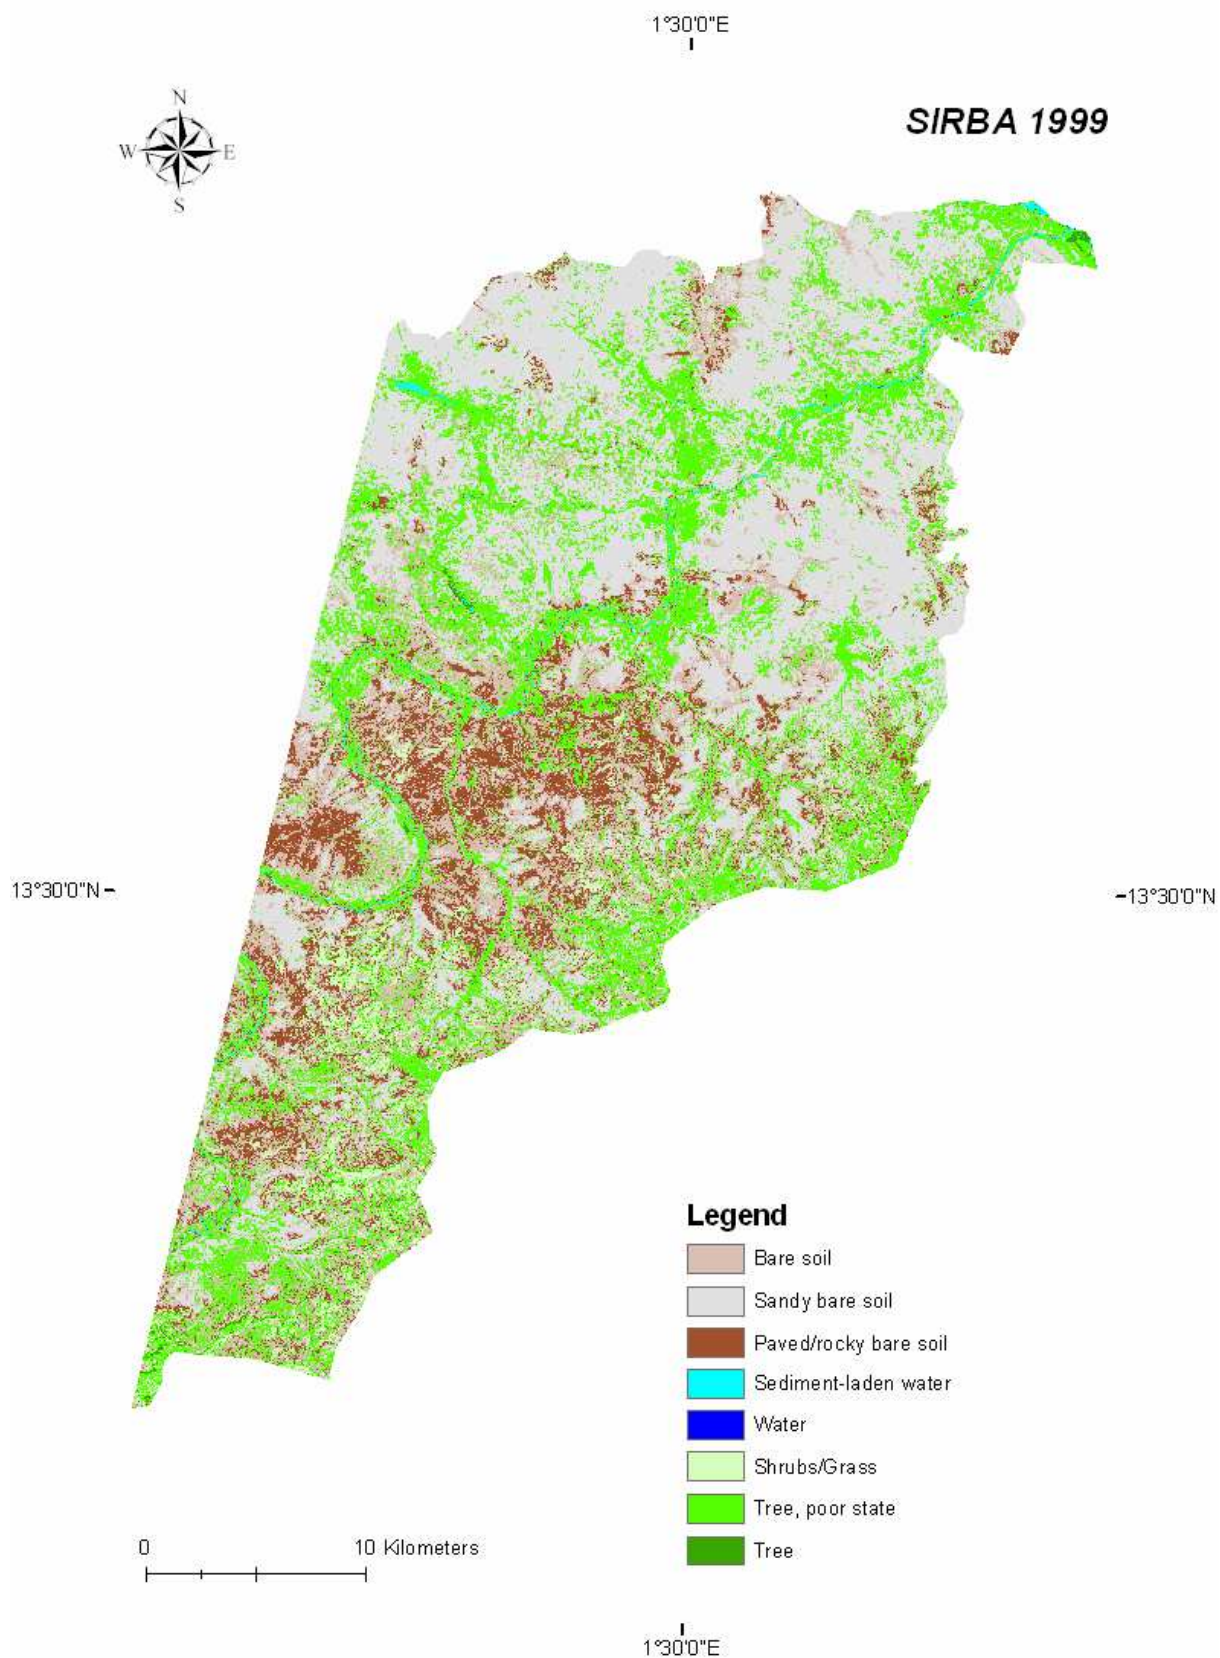 1°30'0"E
N
SIRBA 1999
W E
S
13°30'0"N
13°30'0"N
Legend
Bare soil
Sandy bare soil
Paved/rocky bare soil
Sediment-laden water
Water
Shrubs/Grass
Tree, poor state
Tree
0 10 Kilometers
1°30'0"E